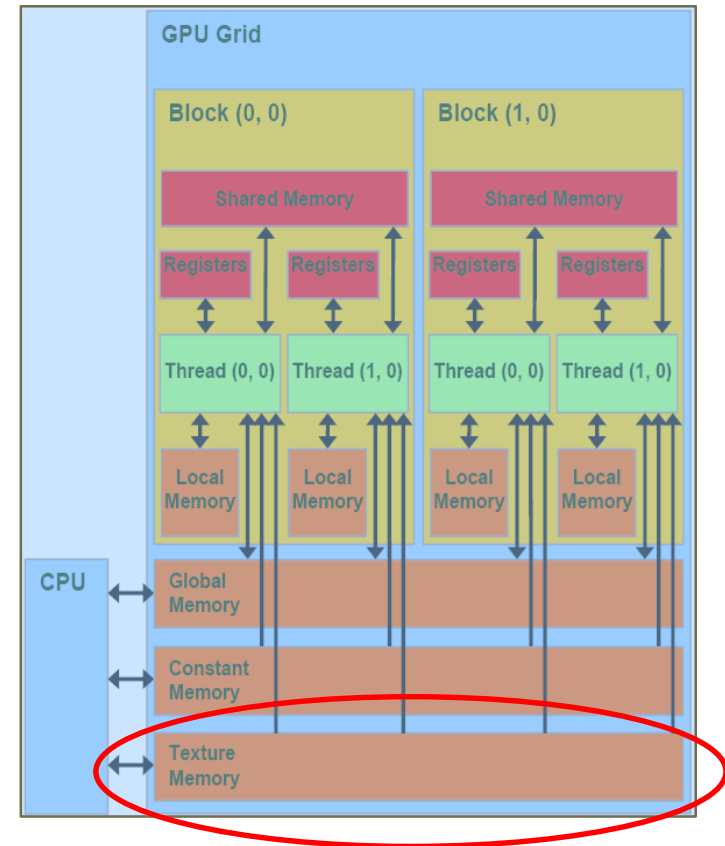 GPU Grid
Block (0, 0)
Block (1, 0)
Shared Memory
Shared Memory
Registers
Registers
Registers
Registers
Thread (0, 0)
Thread (1, 0)
Thread (0, 0)
Thread (1, 0)
Local
Memory
Local
Memory
Local
Memory
Local
Memory
CPU
Global
Memory
Constant
Memory
Texture
Memory